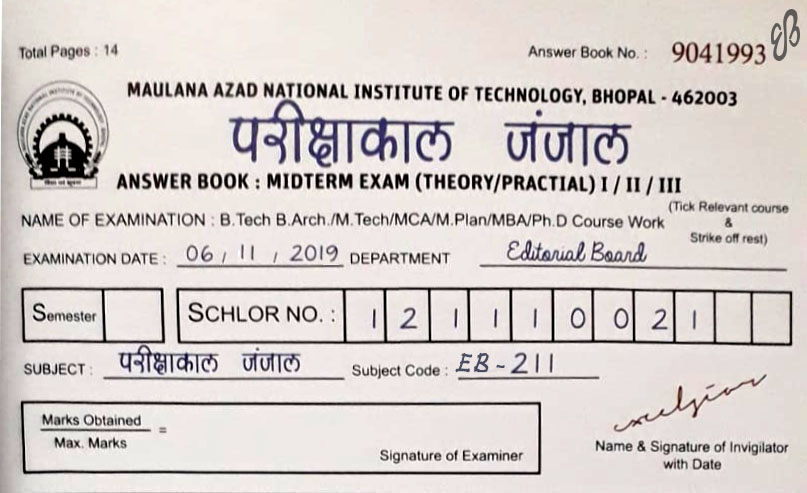 Total Pages : 14
Answer Book No. : 9041993
EB
MAULANA AZAD NATIONAL INSTITUTE OF TECHNOLOGY, BHOPAL - 462003
परीक्षाकाल जंजाल
ANSWER BOOK : MIDTERM EXAM (THEORY/PRACTIAL) I / II / III
(Tick Relevant course
NAME OF EXAMINATION : B.Tech B.Arch./M.Tech/MCA/M.Plan/MBA/Ph.D Course Work
&
Strike off rest)
EXAMINATION DATE : 06 / 11 / 2019 DEPARTMENT Editorial Board
Semester
SCHLOR NO. : 1 2 1 1 1 0 0 2 1
SUBJECT : परीक्षाकाल जंजाल Subject Code : EB-211
Marks Obtained
Max. Marks
=
Signature of Examiner
excelsior
Name & Signature of Invigilator
with Date